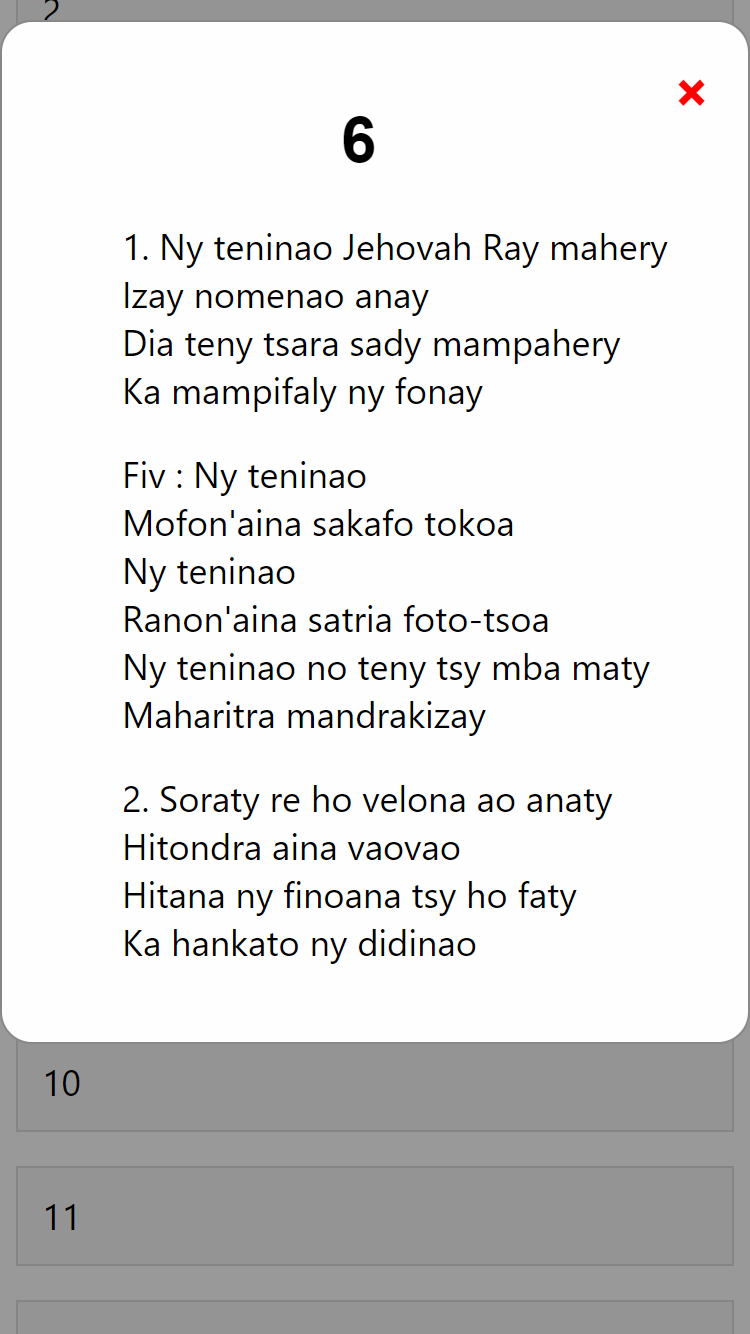 2
6
1. Ny teninao Jehovah Ray mahery
Izay nomenao anay
Dia teny tsara sady mampahery
Ka mampifaly ny fonay
Fiv : Ny teninao
Mofon'aina sakafo tokoa
Ny teninao
Ranon'aina satria foto-tsoa
Ny teninao no teny tsy mba maty
Maharitra mandrakizay
2. Soraty re ho velona ao anaty
Hitondra aina vaovao
Hitana ny finoana tsy ho faty
Ka hankato ny didinao
10
11